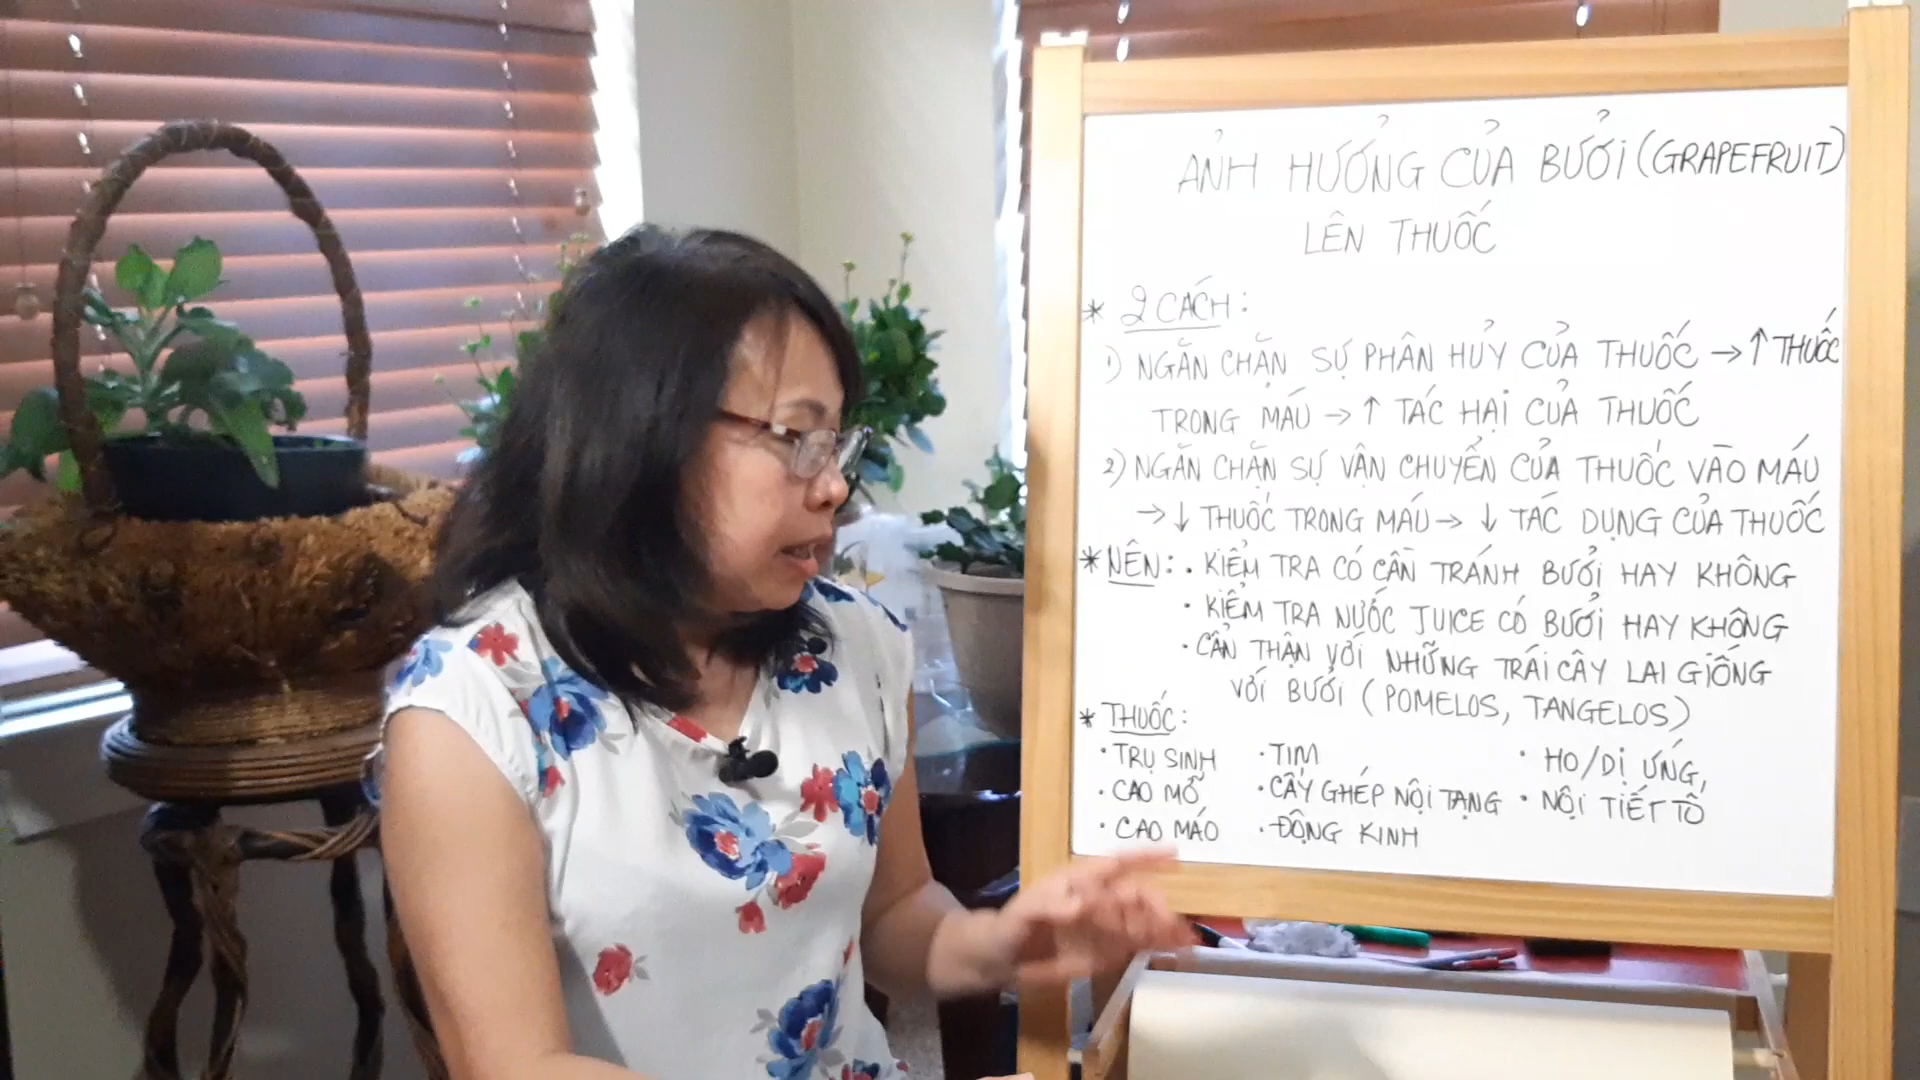 ẢNH HƯỞNG CỦA BƯỞI (GRAPEFRUIT)
LÊN THUỐC
* 2 CÁCH:
1) NGĂN CHẶN SỰ PHÂN HỦY CỦA THUỐC → ↑ THUỐC
TRONG MÁU → ↑ TÁC HẠI CỦA THUỐC
2) NGĂN CHẶN SỰ VẬN CHUYỂN CỦA THUỐC VÀO MÁU
→ ↓ THUỐC TRONG MÁU → ↓ TÁC DỤNG CỦA THUỐC
* NÊN: • KIỂM TRA CÓ CẦN TRÁNH BƯỞI HAY KHÔNG
• KIỂM TRA NƯỚC JUICE CÓ BƯỞI HAY KHÔNG
• CẨN THẬN VỚI NHỮNG TRÁI CÂY LAI GIỐNG
VỚI BƯỞI (POMELOS, TANGELOS)
* THUỐC:
• TRỤ SINH • TIM • HO/DỊ ỨNG,
• CAO MỠ • CẤY GHÉP NỘI TẠNG • NỘI TIẾT TỐ
• CAO MÁO • ĐỘNG KINH